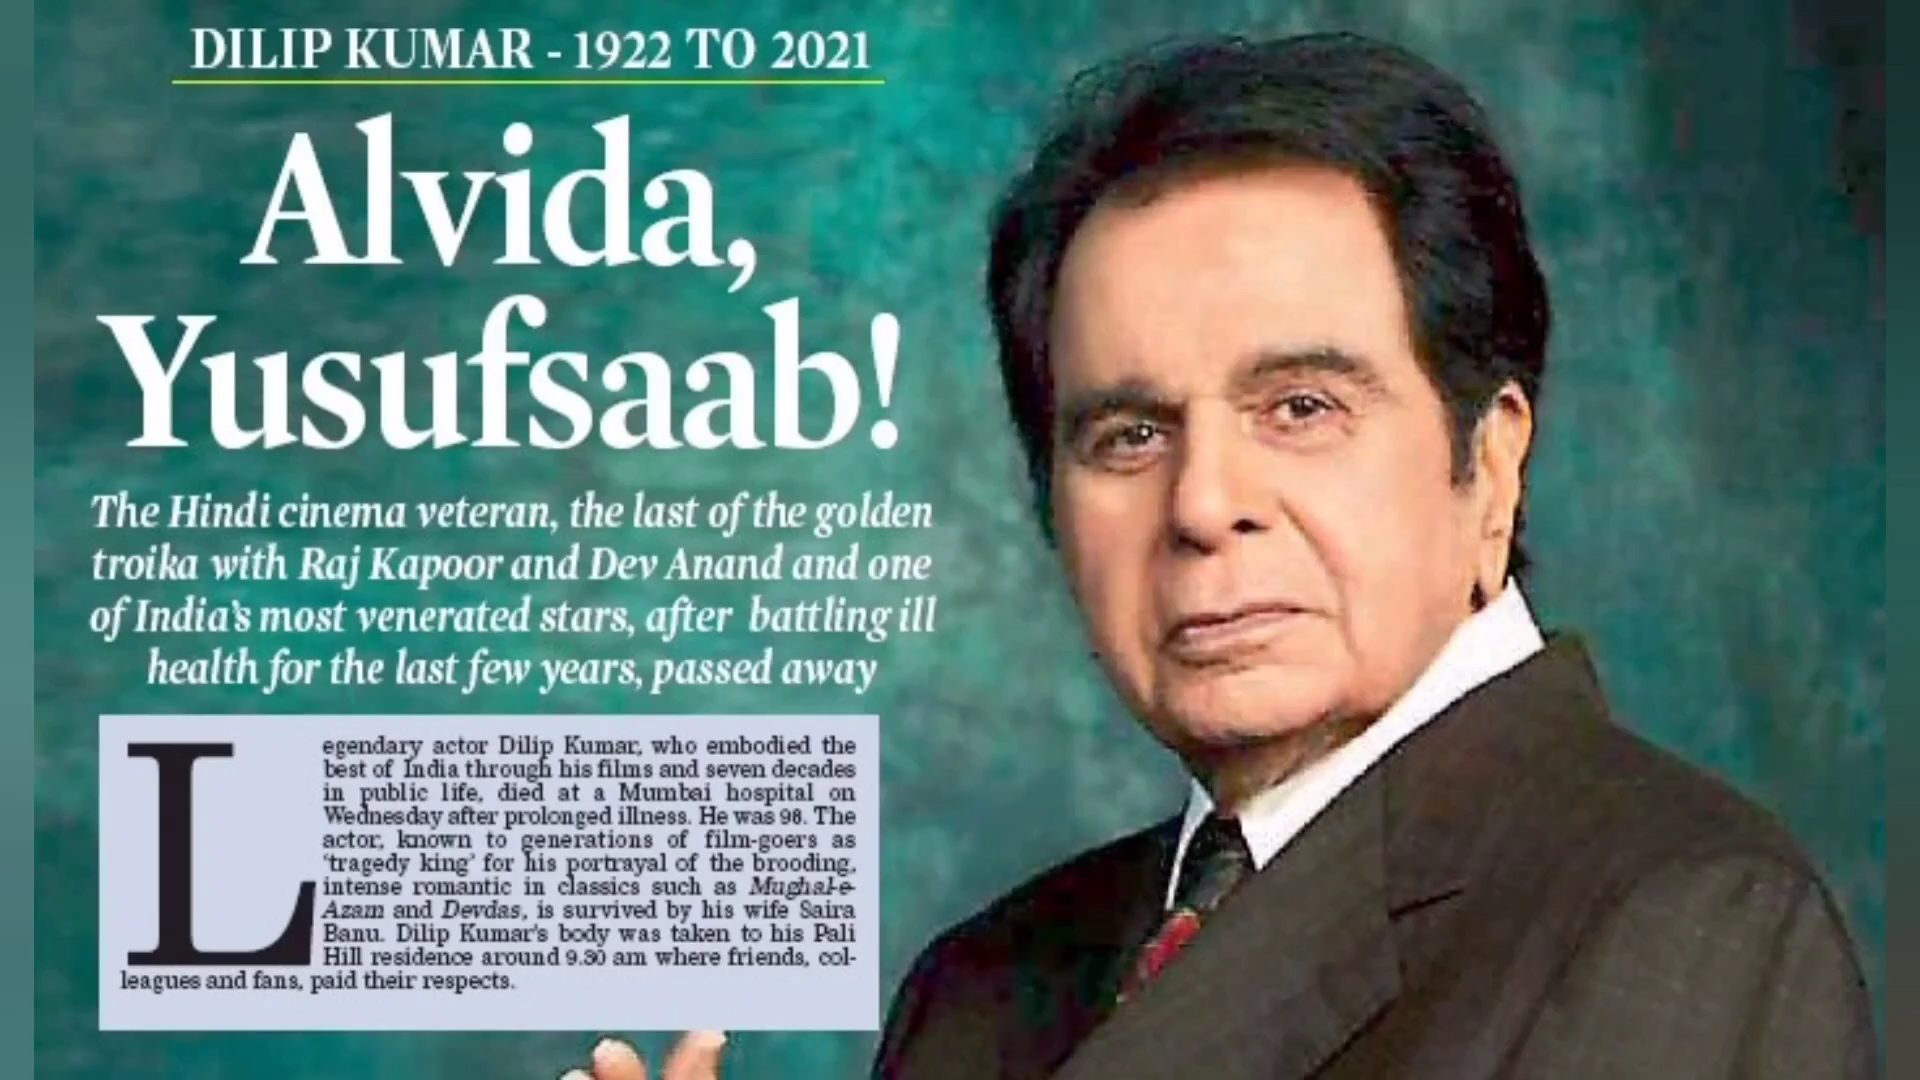 DILIP KUMAR - 1922 TO 2021
Alvida,
Yusufsaab!
The Hindi cinema veteran, the last of the golden
troika with Raj Kapoor and Dev Anand and one
of India's most venerated stars, after battling ill
health for the last few years, passed away
Legendary actor Dilip Kumar, who embodied the
best of India through his films and seven decades
in public life, died at a Mumbai hospital on
Wednesday after prolonged illness. He was 98. The
actor, known to generations of film-goers as
'tragedy king' for his portrayal of the brooding,
intense romantic in classics such as Mughal-e-
Azam and Devdas, is survived by his wife Saira
Banu. Dilip Kumar's body was taken to his Pali
Hill residence around 9.30 am where friends, col-
leagues and fans, paid their respects.